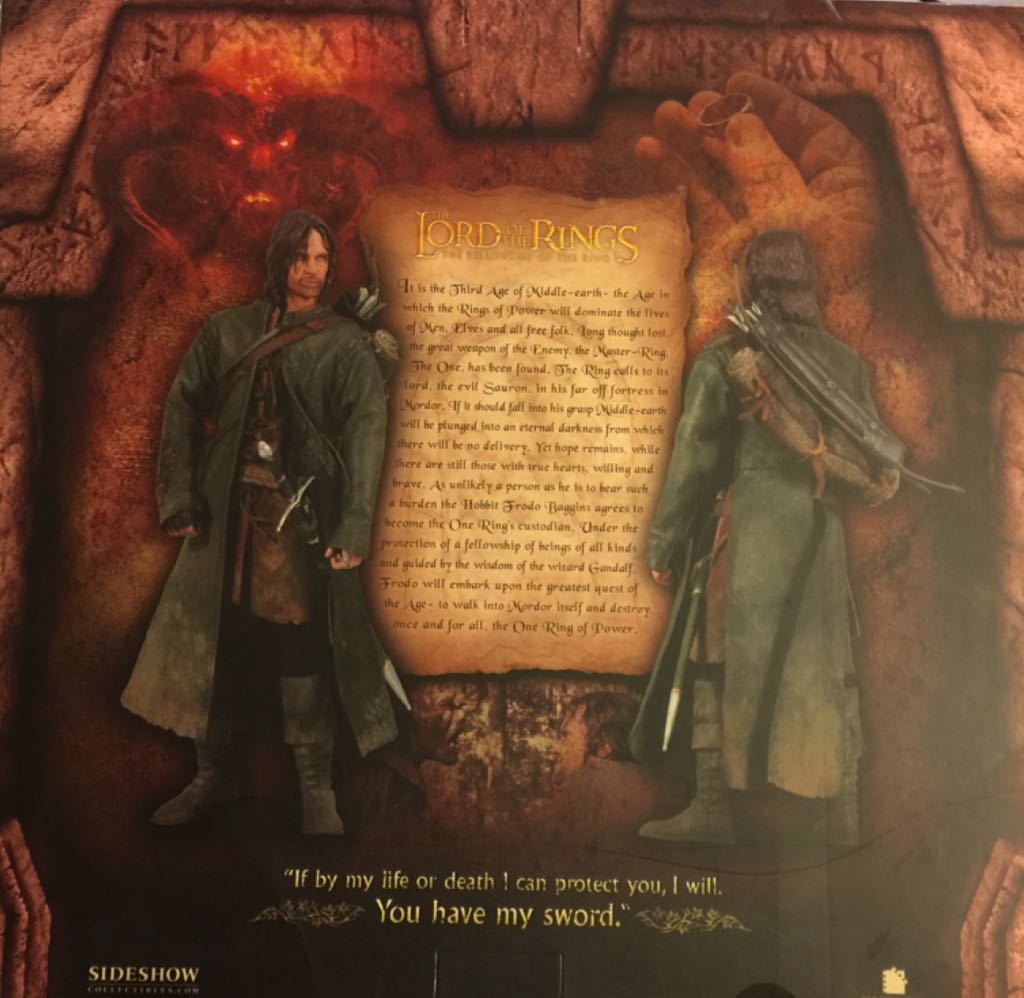 THE
LORD OF THE RINGS
THE FELLOWSHIP OF THE RING
It is the Third Age of Middle-earth- the Age in
which the Rings of Power will dominate the lives
of Men, Elves and all free folk. Long thought lost,
the great weapon of the Enemy, the Master-Ring,
The One, has been found. The Ring calls to its
lord, the evil Sauron, in his far off fortress in
Mordor. If it should fall into his grasp Middle-earth
will be plunged into an eternal darkness from which
there will be no delivery. Yet hope remains, while
there are still those with true hearts, willing and
brave. As unlikely a person as he is to bear such
a burden the Hobbit Frodo Baggins agrees to
become the One Ring's custodian. Under the
protection of a fellowship of beings of all kinds
and guided by the wisdom of the wizard Gandalf,
Frodo will embark upon the greatest quest of
the Age- to walk into Mordor itself and destroy
once and for all, the One Ring of Power.
"If by my life or death I can protect you, I will.
You have my sword."
SIDESHOW
COLLECTIBLES.COM